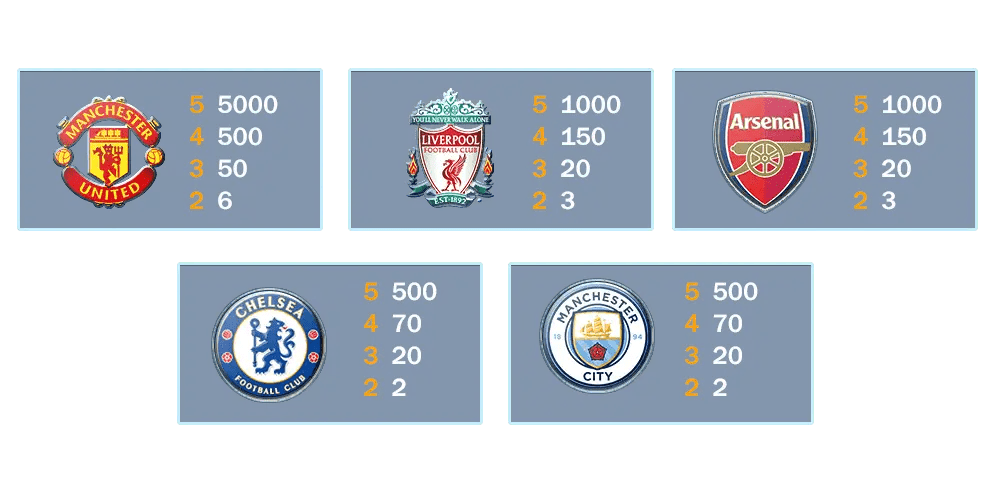 MANCHESTER
UNITED
5 5000
4 500
3 50
2 6
YOU'LL NEVER WALK ALONE
LIVERPOOL
FOOTBALL CLUB
EST·1892
5 1000
4 150
3 20
2 3
Arsenal
5 1000
4 150
3 20
2 3
CHELSEA
FOOTBALL CLUB
5 500
4 70
3 20
2 2
MANCHESTER
18 94
CITY
5 500
4 70
3 20
2 2